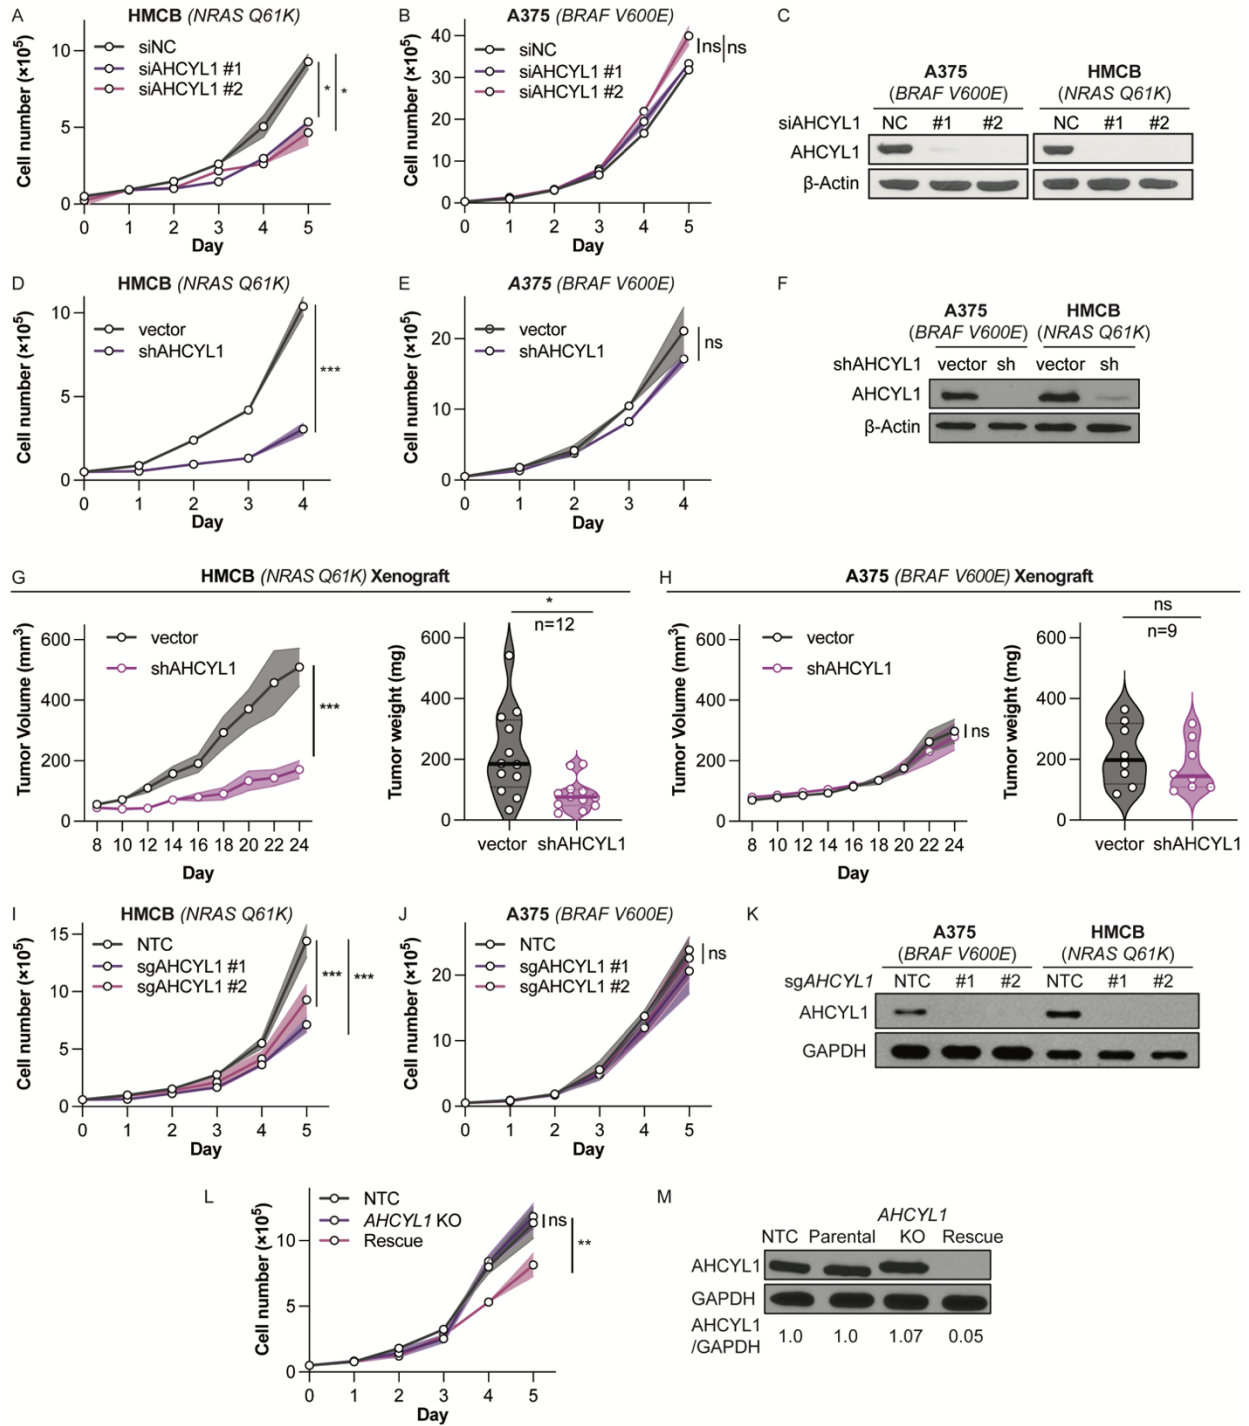 A
HMCB (NRAS Q61K)
Cell number (×10⁵)
10
5
0
siNC
siAHCYL1 #1
siAHCYL1 #2
*
*
0 1 2 3 4 5
Day
B
A375 (BRAF V600E)
Cell number (×10⁵)
40
30
20
10
0
siNC
siAHCYL1 #1
siAHCYL1 #2
ns
ns
0 1 2 3 4 5
Day
C
A375 HMCB
(BRAF V600E) (NRAS Q61K)
siAHCYL1 NC #1 #2 NC #1 #2
AHCYL1
β-Actin
D
HMCB (NRAS Q61K)
Cell number (×10⁵)
10
5
0
vector
shAHCYL1
***
0 1 2 3 4
Day
E
A375 (BRAF V600E)
Cell number (×10⁵)
20
10
0
vector
shAHCYL1
ns
0 1 2 3 4
Day
F
A375 HMCB
(BRAF V600E) (NRAS Q61K)
shAHCYL1 vector sh vector sh
AHCYL1
β-Actin
G
HMCB (NRAS Q61K) Xenograft
Tumor Volume (mm³)
600
400
200
0
vector
shAHCYL1
***
8 10 12 14 16 18 20 22 24
Day
Tumor weight (mg)
600
400
200
0
*
n=12
vector shAHCYL1
H
A375 (BRAF V600E) Xenograft
Tumor Volume (mm³)
600
400
200
0
vector
shAHCYL1
ns
8 10 12 14 16 18 20 22 24
Day
Tumor weight (mg)
600
400
200
0
ns
n=9
vector shAHCYL1
I
HMCB (NRAS Q61K)
Cell number (×10⁵)
15
10
5
0
NTC
sgAHCYL1 #1
sgAHCYL1 #2
***
***
0 1 2 3 4 5
Day
J
A375 (BRAF V600E)
Cell number (×10⁵)
20
10
0
NTC
sgAHCYL1 #1
sgAHCYL1 #2
ns
0 1 2 3 4 5
Day
K
A375 HMCB
(BRAF V600E) (NRAS Q61K)
sgAHCYL1 NTC #1 #2 NTC #1 #2
AHCYL1
GAPDH
L
Cell number (×10⁵)
10
5
0
NTC
AHCYL1 KO
Rescue
ns
**
0 1 2 3 4 5
Day
M
AHCYL1
NTC Parental KO Rescue
AHCYL1
GAPDH
AHCYL1
/GAPDH 1.0 1.0 1.07 0.05